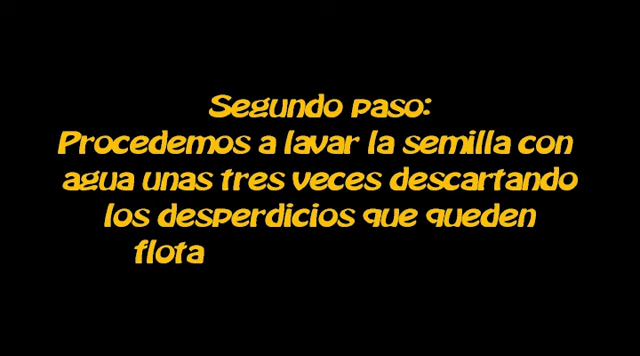 Segundo paso:
Procedemos a lavar la semilla con
agua unas tres veces descartando
los desperdicios que queden
flota